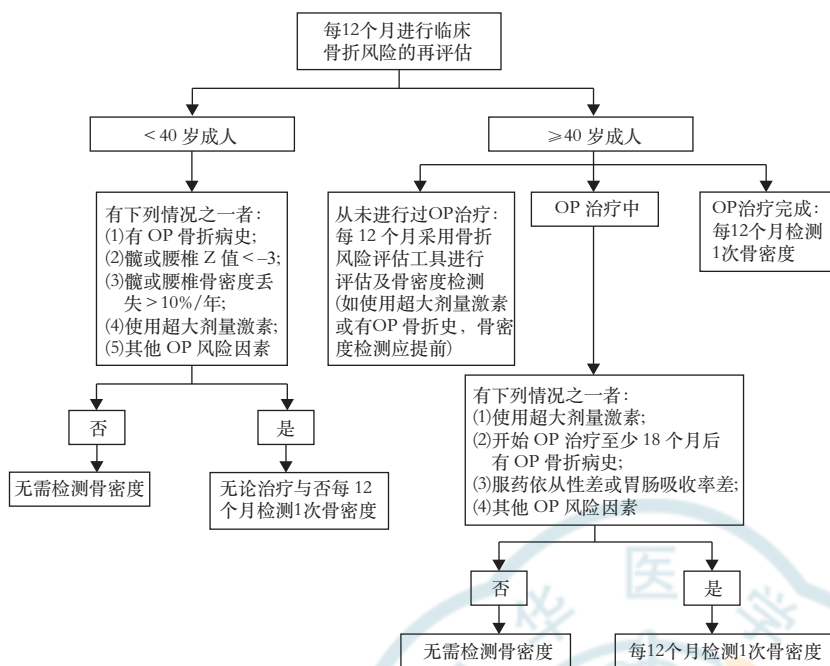 每12个月进行临床
骨折风险的再评估
<40 岁成人
≥40 岁成人
有下列情况之一者：
(1)有 OP 骨折病史;
(2)髋或腰椎 Z 值<-3;
(3)髋或腰椎骨密度丢
失>10%/年;
(4)使用超大剂量激素;
(5)其他 OP 风险因素
从未进行过OP治疗：
每 12 个月采用骨折
风险评估工具进行
评估及骨密度检测
(如使用超大剂量激素
或有OP 骨折史，骨密
度检测应提前)
OP 治疗中
OP治疗完成：
每12个月检测
1次骨密度
否
是
无需检测骨密度
无论治疗与否每 12
个月检测1次骨密度
有下列情况之一者：
(1)使用超大剂量激素;
(2)开始 OP 治疗至少 18 个月后
有 OP 骨折病史;
(3)服药依从性差或胃肠吸收率差;
(4)其他 OP 风险因素
否
是
无需检测骨密度
每12个月检测1次骨密度
华医学